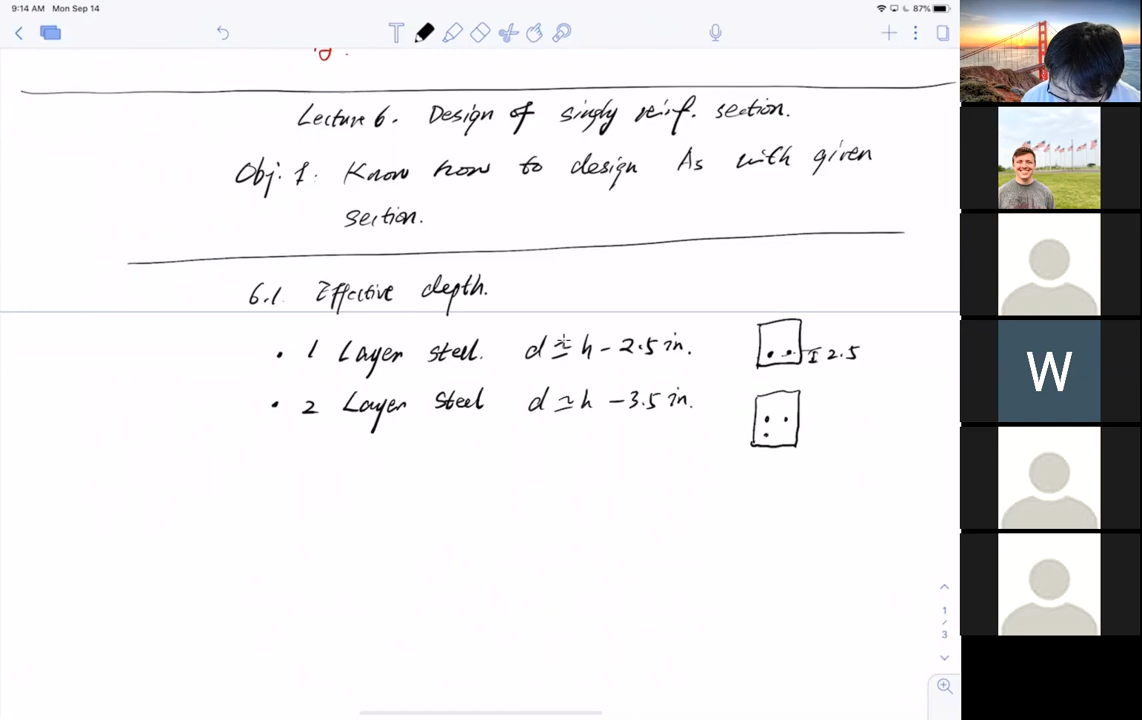 9:14 AM Mon Sep 14
87%
Lecture 6. Design of singly reinf. section.
Obj. 1: Know how to design As with given
section.
6.1. Effective depth.
• 1 Layer steel. d ≃ h - 2.5 in.
2.5
• 2 Layer steel d ≃ h - 3.5 in.
1
/
3
W